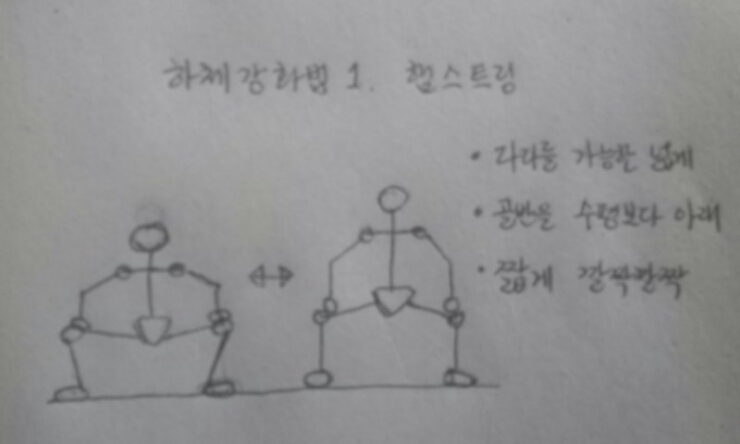 하체강화법 1. 햄스트링
• 다리를 가능한 넓게
• 골반을 수평보다 아래
• 짧게 깔짝깔짝